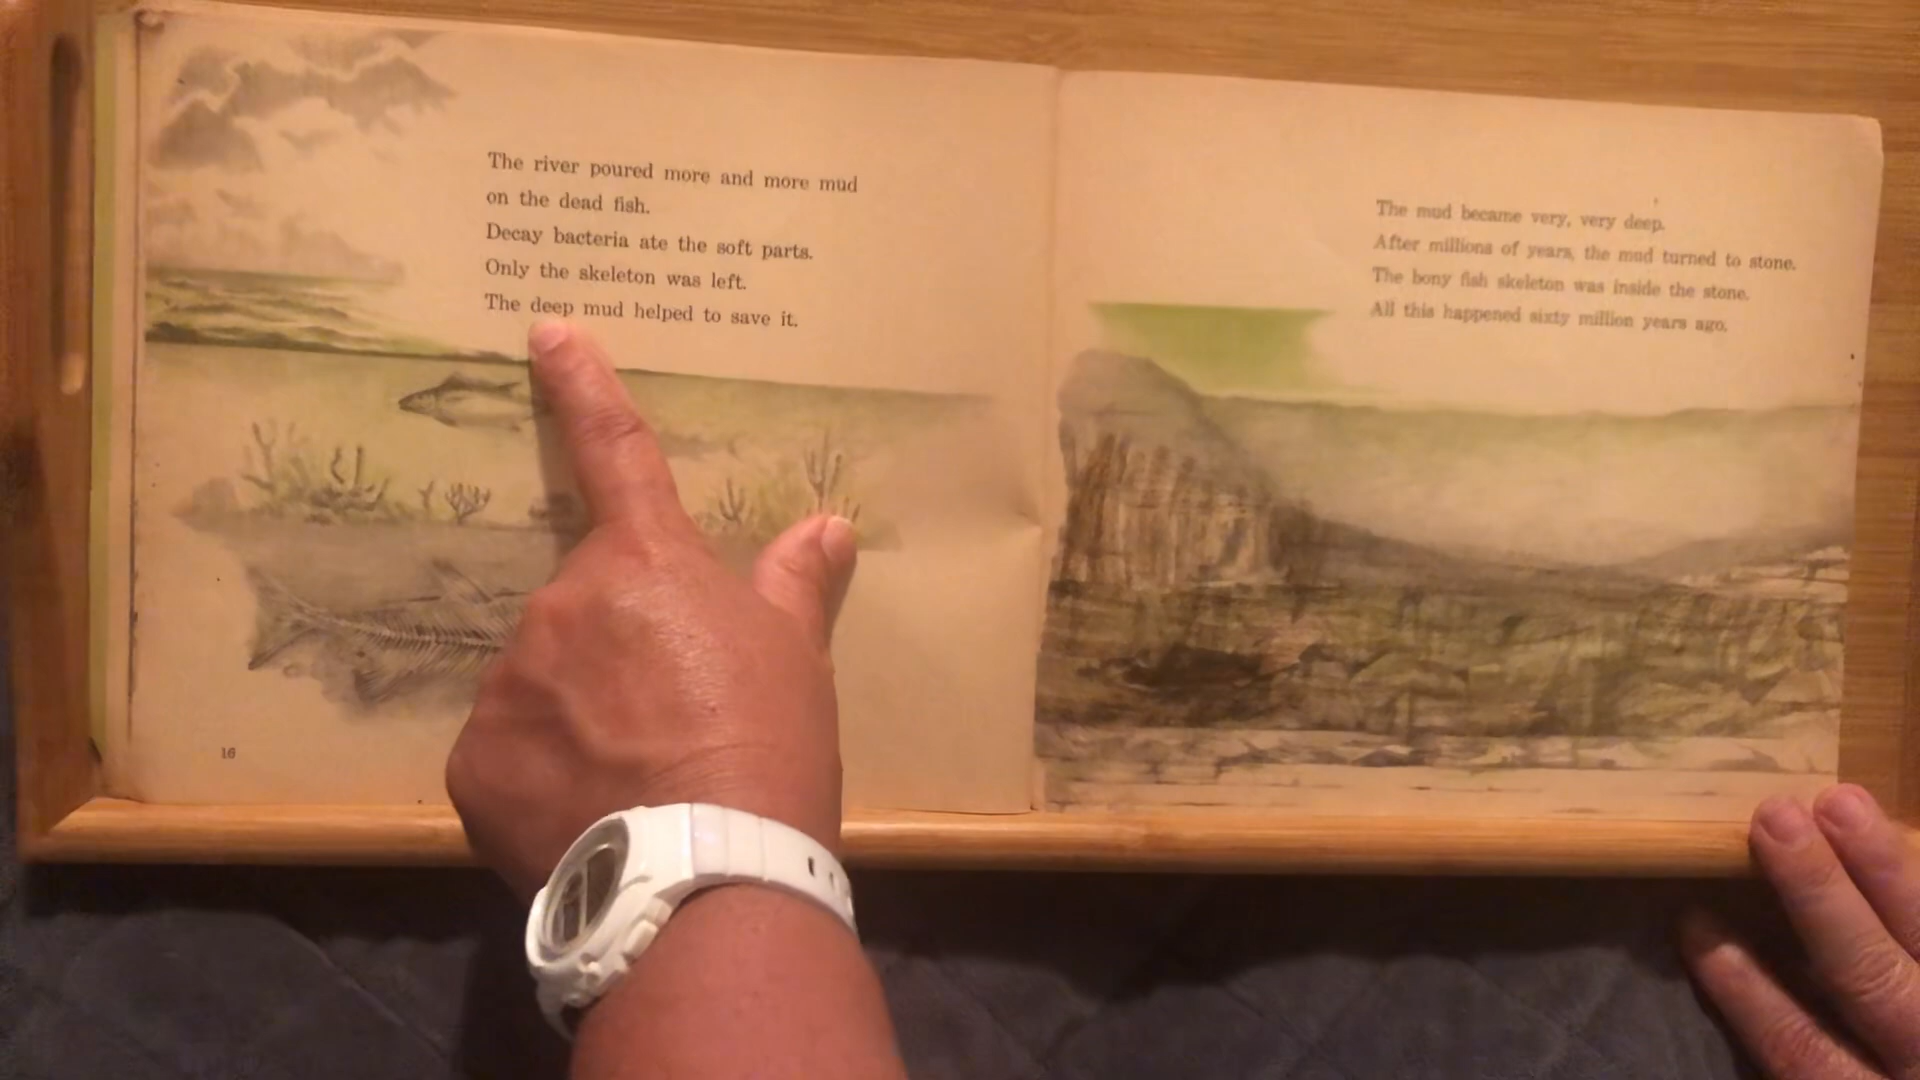 The river poured more and more mud
on the dead fish.
Decay bacteria ate the soft parts.
Only the skeleton was left.
The deep mud helped to save it.
16
The mud became very, very deep.
After millions of years, the mud turned to stone.
The bony fish skeleton was inside the stone.
All this happened sixty million years ago.